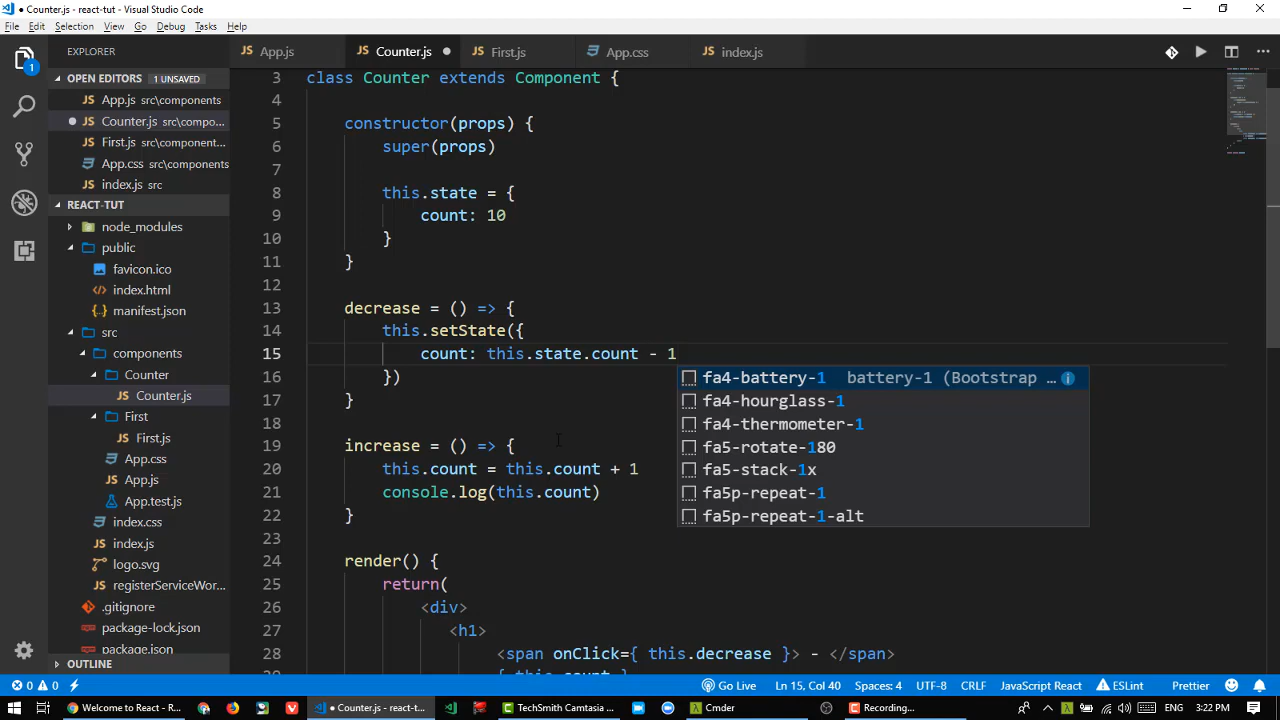 ● Counter.js - react-tut - Visual Studio Code
File Edit Selection View Go Debug Tasks Help
EXPLORER
App.js
Counter.js ●
First.js
App.css
index.js
OPEN EDITORS 1 UNSAVED
App.js src\components
● Counter.js src\compo...
First.js src\component...
App.css src\components
index.js src
REACT-TUT
node_modules
public
favicon.ico
index.html
manifest.json
src
components
Counter
Counter.js
First
First.js
App.css
App.js
App.test.js
index.css
index.js
logo.svg
registerServiceWor...
.gitignore
package-lock.json
package.json
OUTLINE
1
3 class Counter extends Component {
4
5 constructor(props) {
6 super(props)
7
8 this.state = {
9 count: 10
10 }
11 }
12
13 decrease = () => {
14 this.setState({
15 count: this.state.count - 1
16 })
17 }
18
19 increase = () => {
20 this.count = this.count + 1
21 console.log(this.count)
22 }
23
24 render() {
25 return(
26 <div>
27 <h1>
28 <span onClick={ this.decrease }> - </span>
{ this.count }
fa4-battery-1 battery-1 (Bootstrap ...
fa4-hourglass-1
fa4-thermometer-1
fa5-rotate-180
fa5-stack-1x
fa5p-repeat-1
fa5p-repeat-1-alt
0 0 Go Live Ln 15, Col 40 Spaces: 4 UTF-8 CRLF JavaScript React ESLint Prettier
Welcome to React - R...
● Counter.js - react-t...
TechSmith Camtasia ...
Cmder
Recording...
3:22 PM